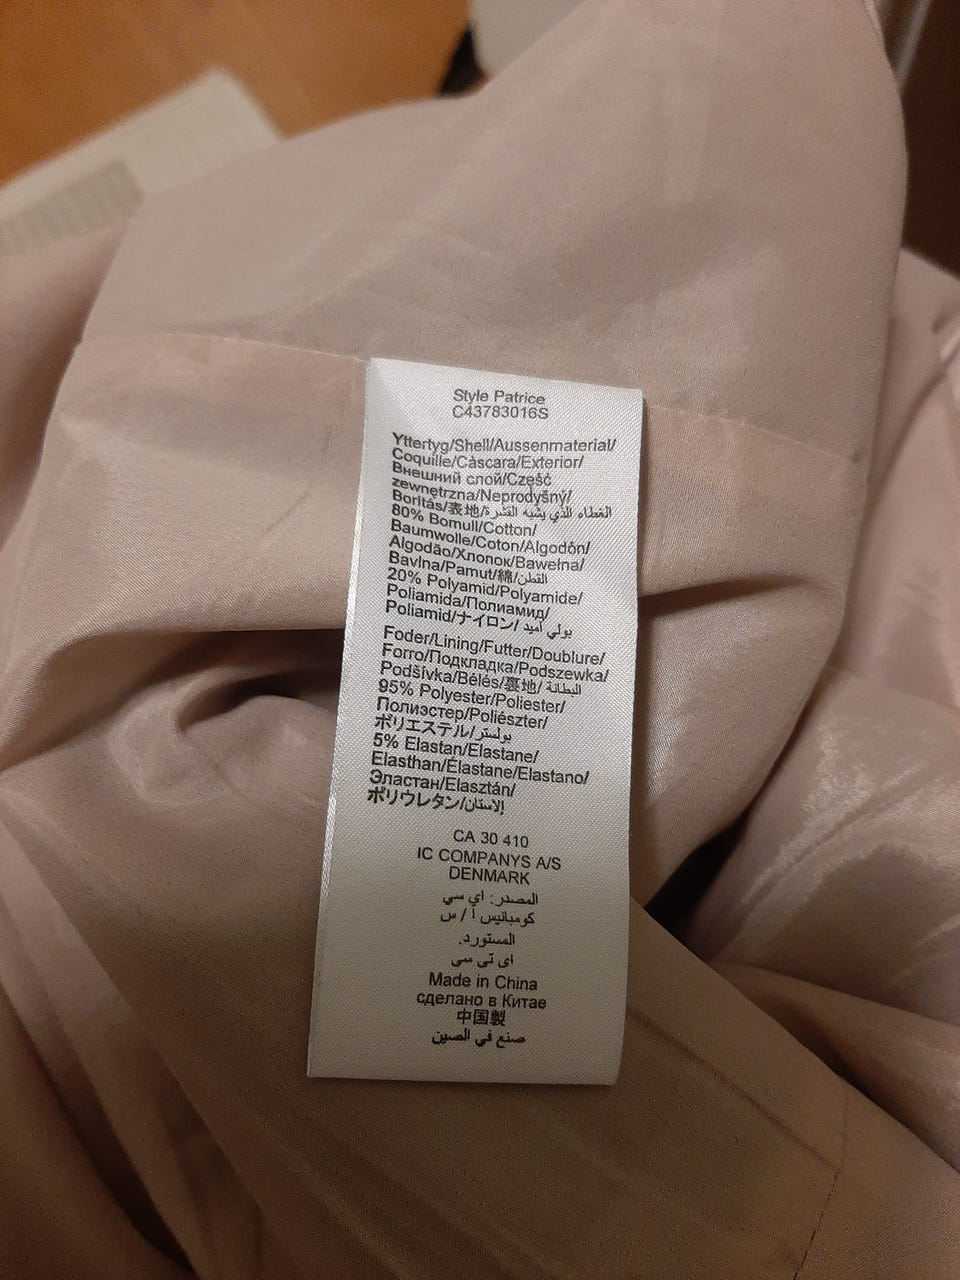 Style Patrice
C43783016S
Yttertyg/Shell/Aussenmaterial/
Coquille/Càscara/Exterior/
Внешний слой/Część
zewnętrzna/Neprodyšný/
Borítás/表地/الغطاء الذي يشبه القشرة
80% Bomull/Cotton/
Baumwolle/Coton/Algodón/
Algodão/Хлопок/Bawełna/
Bavlna/Pamut/綿/القطن
20% Polyamid/Polyamide/
Poliamida/Полиамид/
Poliamid/ナイロン/بولي أميد
Foder/Lining/Futter/Doublure/
Forro/Подкладка/Podszewka/
Podšívka/Bélés/裏地/البطانة
95% Polyester/Poliester/
Полиэстер/Poliészter/
ポリエステル/بولستر
5% Elastan/Elastane/
Elasthan/Élastane/Elastano/
Эластан/Elasztán/
ポリウレタン/الاستان
CA 30 410
IC COMPANYS A/S
DENMARK
المصدر: اي سي
كومبانيس ا / س
المستورد.
اى تى سى
Made in China
сделано в Китае
中国製
صنع في الصين